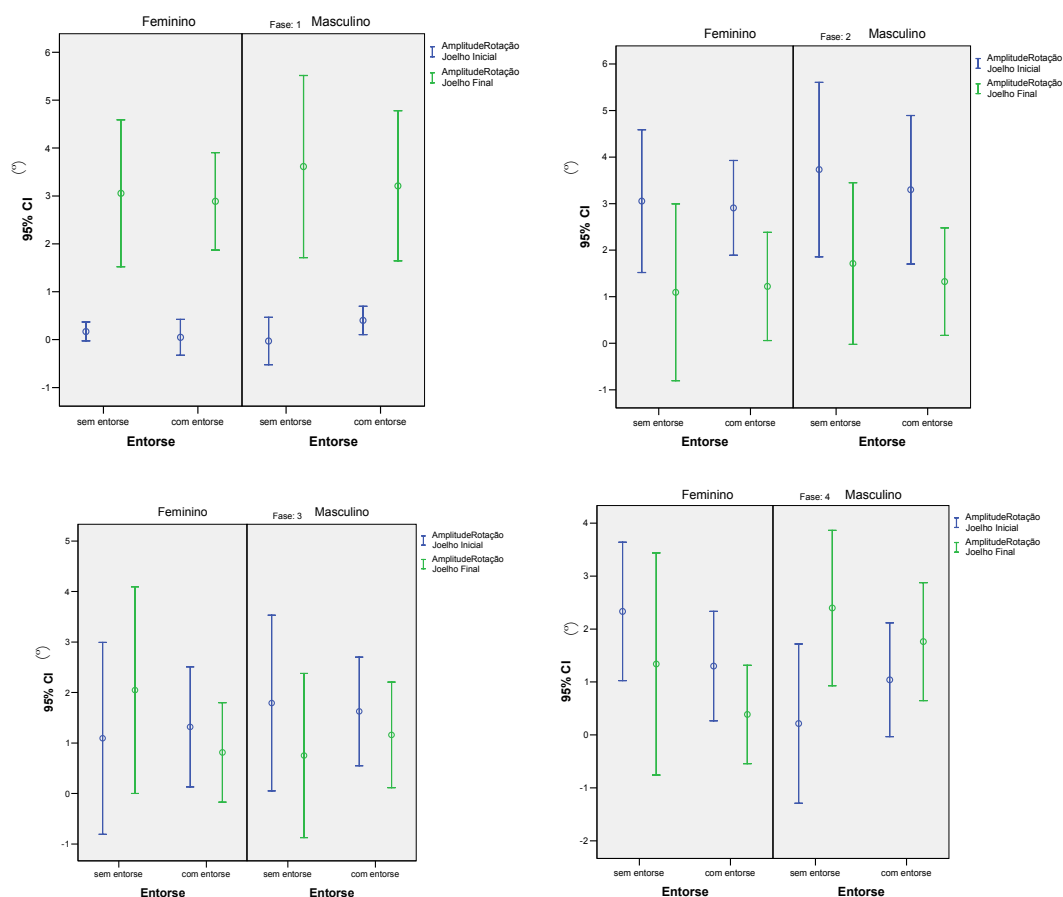 Feminino
Fase: 1
Masculino
AmplitudeRotação
Joelho Inicial
AmplitudeRotação
Joelho Final
6
5
4
3
2
1
0
-1
95% CI (º)
sem entorse
com entorse
sem entorse
com entorse
Entorse
Entorse
Feminino
Fase: 2
Masculino
AmplitudeRotação
Joelho Inicial
AmplitudeRotação
Joelho Final
6
5
4
3
2
1
0
-1
95% CI (º)
sem entorse
com entorse
sem entorse
com entorse
Entorse
Entorse
Feminino
Fase: 3
Masculino
AmplitudeRotação
Joelho Inicial
AmplitudeRotação
Joelho Final
5
4
3
2
1
0
-1
95% CI (º)
sem entorse
com entorse
sem entorse
com entorse
Entorse
Entorse
Feminino
Fase: 4
Masculino
AmplitudeRotação
Joelho Inicial
AmplitudeRotação
Joelho Final
4
3
2
1
0
-1
-2
95% CI (º)
sem entorse
com entorse
sem entorse
com entorse
Entorse
Entorse